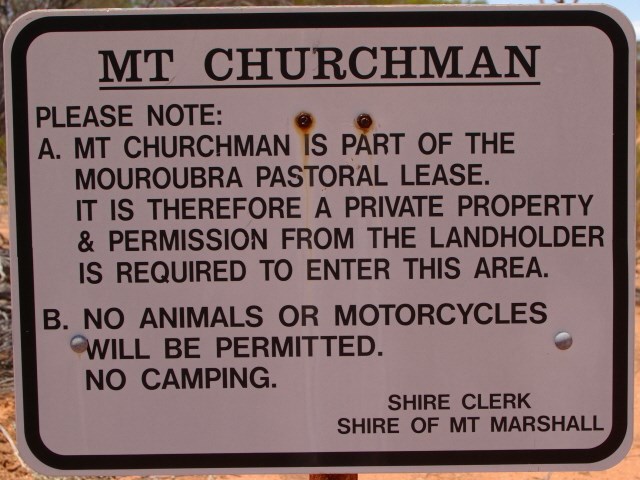 MT CHURCHMAN
PLEASE NOTE:
A. MT CHURCHMAN IS PART OF THE
MOUROUBRA PASTORAL LEASE.
IT IS THEREFORE A PRIVATE PROPERTY
& PERMISSION FROM THE LANDHOLDER
IS REQUIRED TO ENTER THIS AREA.
B. NO ANIMALS OR MOTORCYCLES
WILL BE PERMITTED.
NO CAMPING.
SHIRE CLERK
SHIRE OF MT MARSHALL